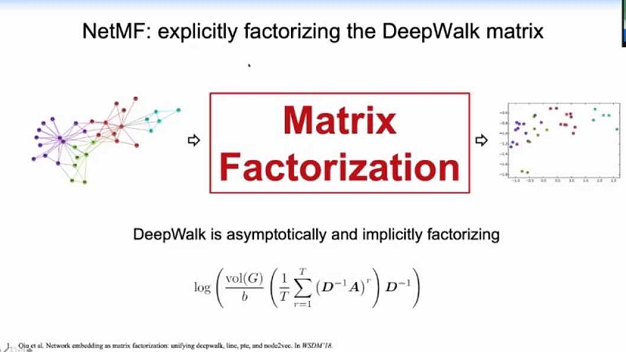 NetMF: explicitly factorizing the DeepWalk matrix
Matrix
Factorization
DeepWalk is asymptotically and implicitly factorizing
log ( vol(G) / b ( 1 / T ∑_{r=1}^{T} (D⁻¹A)^r ) D⁻¹ )
1. Qiu et al. Network embedding as matrix factorization: unifying deepwalk, line, pte, and node2vec. In WSDM'18.